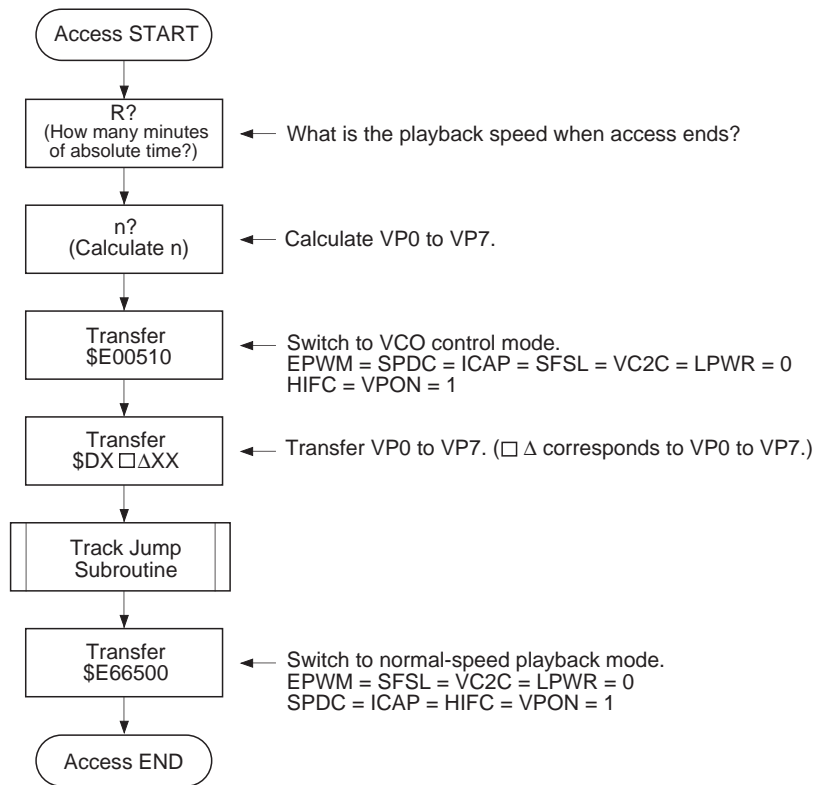 Access START
R?
(How many minutes
of absolute time?)
What is the playback speed when access ends?
n?
(Calculate n)
Calculate VP0 to VP7.
Transfer
$E00510
Switch to VCO control mode.
EPWM = SPDC = ICAP = SFSL = VC2C = LPWR = 0
HIFC = VPON = 1
Transfer
$DX □∆XX
Transfer VP0 to VP7. (□ ∆ corresponds to VP0 to VP7.)
Track Jump
Subroutine
Transfer
$E66500
Switch to normal-speed playback mode.
EPWM = SFSL = VC2C = LPWR = 0
SPDC = ICAP = HIFC = VPON = 1
Access END